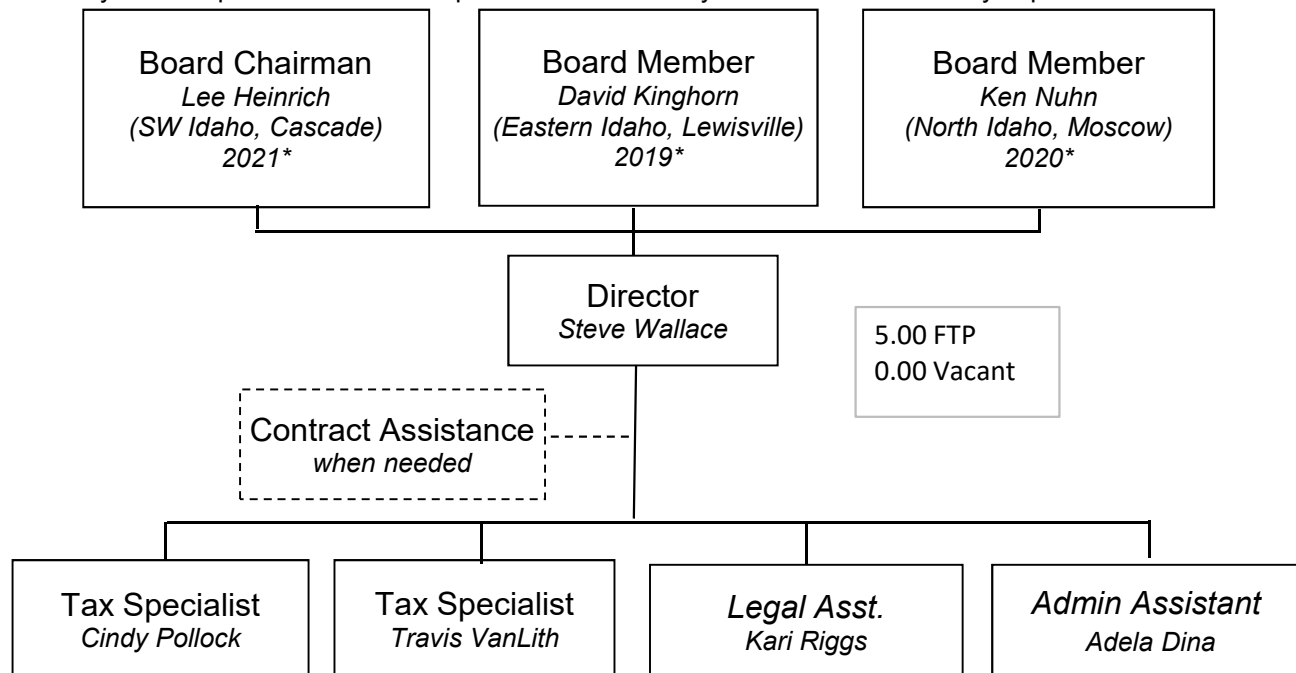 Board Chairman
Lee Heinrich
(SW Idaho, Cascade)
2021*
Board Member
David Kinghorn
(Eastern Idaho, Lewisville)
2019*
Board Member
Ken Nuhn
(North Idaho, Moscow)
2020*
Director
Steve Wallace
5.00 FTP
0.00 Vacant
Contract Assistance
when needed
Tax Specialist
Cindy Pollock
Tax Specialist
Travis VanLith
Legal Asst.
Kari Riggs
Admin Assistant
Adela Dina